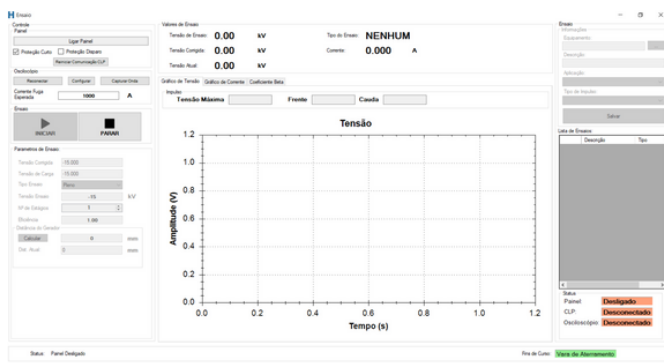 Ensaio
Controle
Painel
Ligar Painel
Proteção Curto
Proteção Disparo
Reiniciar Comunicação CLP
Osciloscópio
Reconectar
Configurar
Capturar Onda
Corrente Fuga
Esperada
1000
A
Ensaio
INICIAR
PARAR
Parametros de Ensaio
Tensão Corrigida
-15.000
Tensão de Carga
-15.000
Tipo Ensaio
Pleno
Tensão Ensaio
-15
kV
Nº de Estágios
1
Eficiência
1.00
Distância do Gerador
Calcular
0
mm
Dist. Atual
0
mm
Valores de Ensaio
Tensão de Ensaio:
0.00
kV
Tipo do Ensaio:
NENHUM
Tensão Corrigida:
0.00
kV
Corrente:
0.000
A
Tensão Atual:
0.00
kV
Gráfico de Tensão
Gráfico de Corrente
Coeficiente Beta
Impulso
Tensão Máxima
Frente
Cauda
Tensão
1.2
1.0
0.8
0.6
0.4
0.2
0.0
Amplitude (V)
0.0
0.2
0.4
0.6
0.8
1.0
1.2
Tempo (s)
Ensaio
Informações
Equipamento:
Descrição:
Aplicação:
Tipo de Impulso:
Salvar
Lista de Ensaios
Descrição
Tipo
Status
Painel
Desligado
CLP:
Desconectado
Osciloscópio
Desconectado
Status:
Painel Desligado
Fins de Curso:
Vara de Aterramento